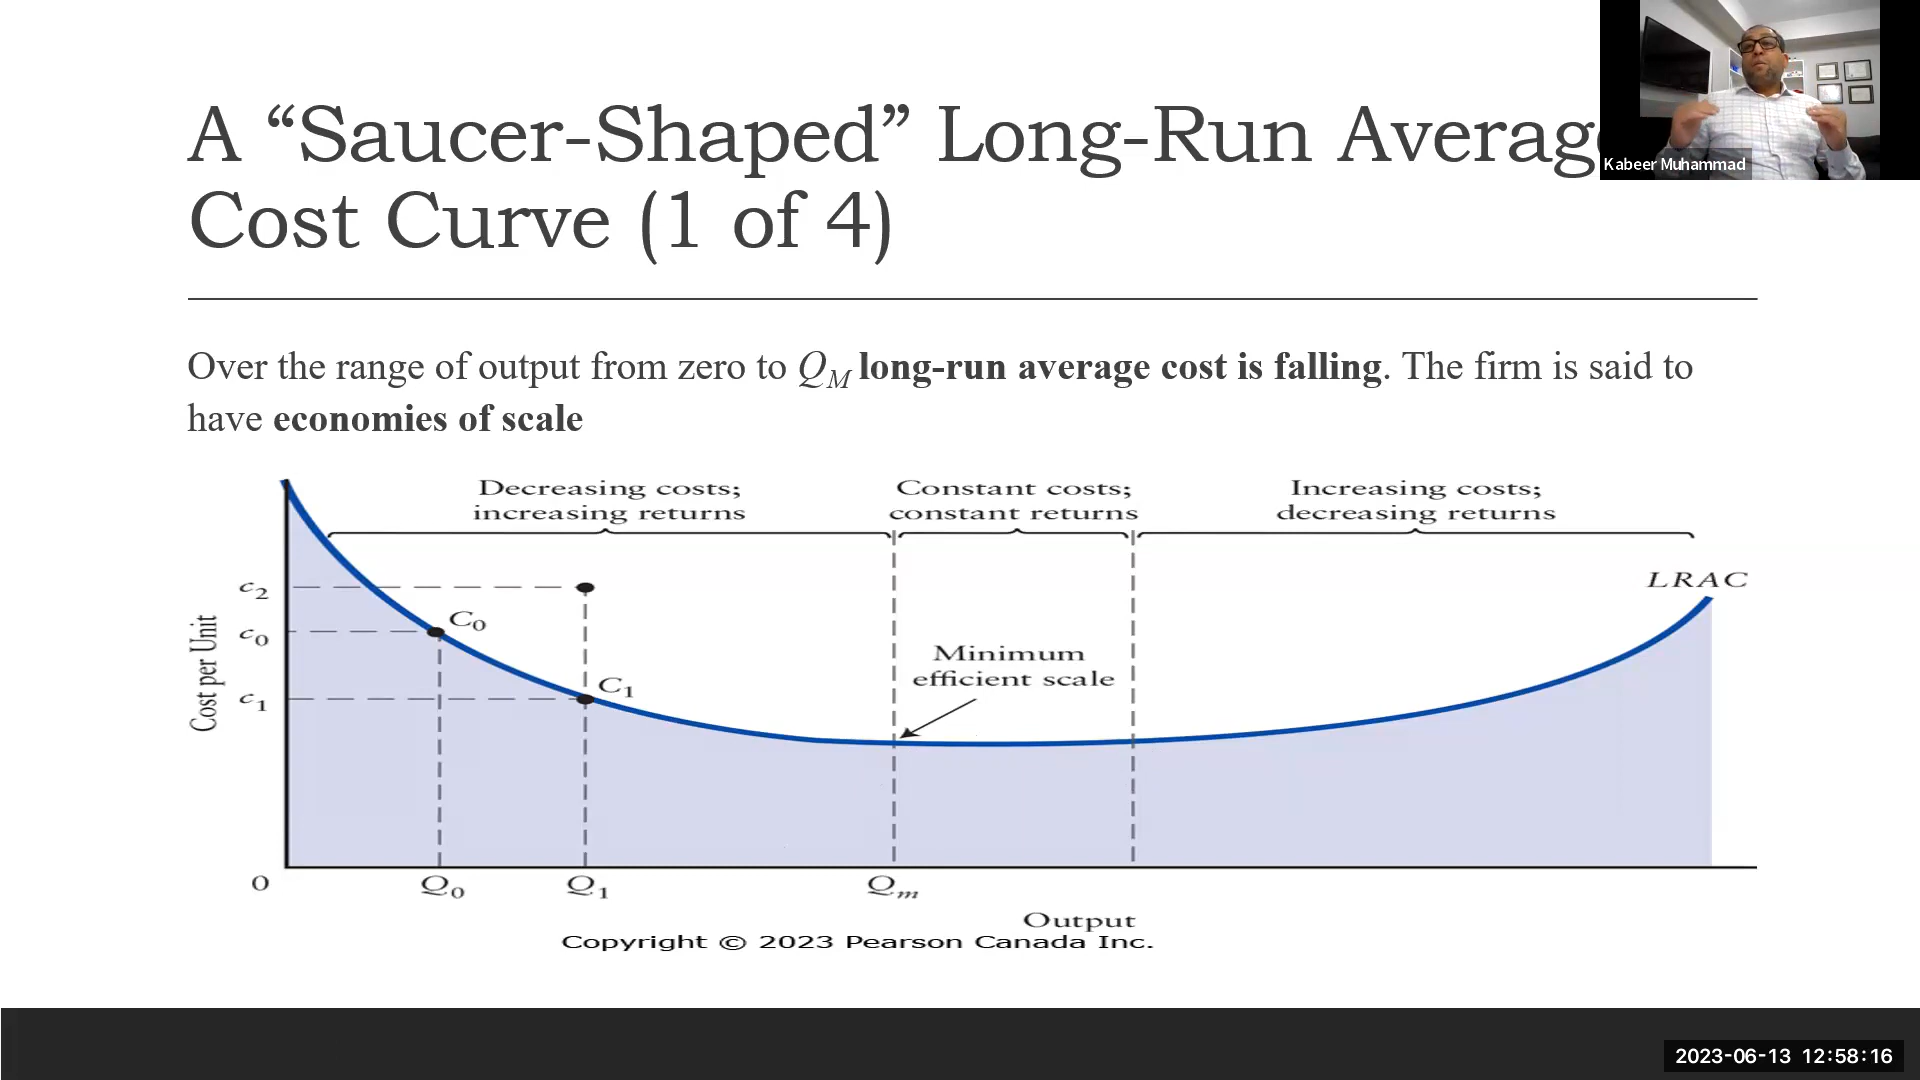 A “Saucer-Shaped” Long-Run Average
Cost Curve (1 of 4)
Kabeer Muhammad
Over the range of output from zero to QM long-run average cost is falling. The firm is said to
have economies of scale
Decreasing costs;
increasing returns
Constant costs;
constant returns
Increasing costs;
decreasing returns
LRAC
c2
c0
c1
C0
C1
Cost per Unit
Minimum
efficient scale
0
Q0
Q1
Qm
Output
Copyright © 2023 Pearson Canada Inc.
2023-06-13 12:58:16